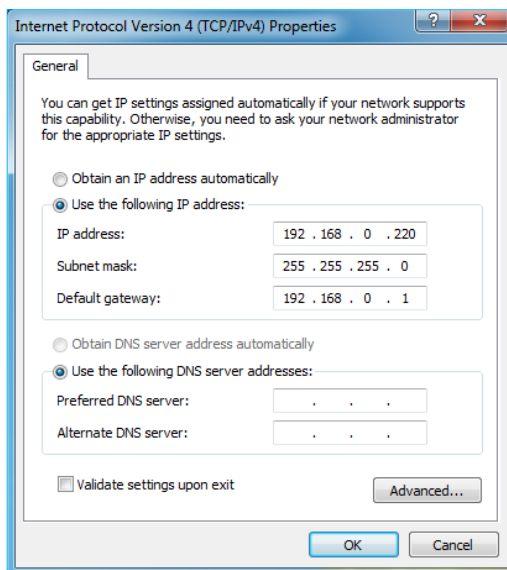 Internet Protocol Version 4 (TCP/IPv4) Properties
?
X
General
You can get IP settings assigned automatically if your network supports
this capability. Otherwise, you need to ask your network administrator
for the appropriate IP settings.
Obtain an IP address automatically
Use the following IP address:
IP address: 192 . 168 . 0 . 220
Subnet mask: 255 . 255 . 255 . 0
Default gateway: 192 . 168 . 0 . 1
Obtain DNS server address automatically
Use the following DNS server addresses:
Preferred DNS server: . . .
Alternate DNS server: . . .
Validate settings upon exit
Advanced...
OK Cancel